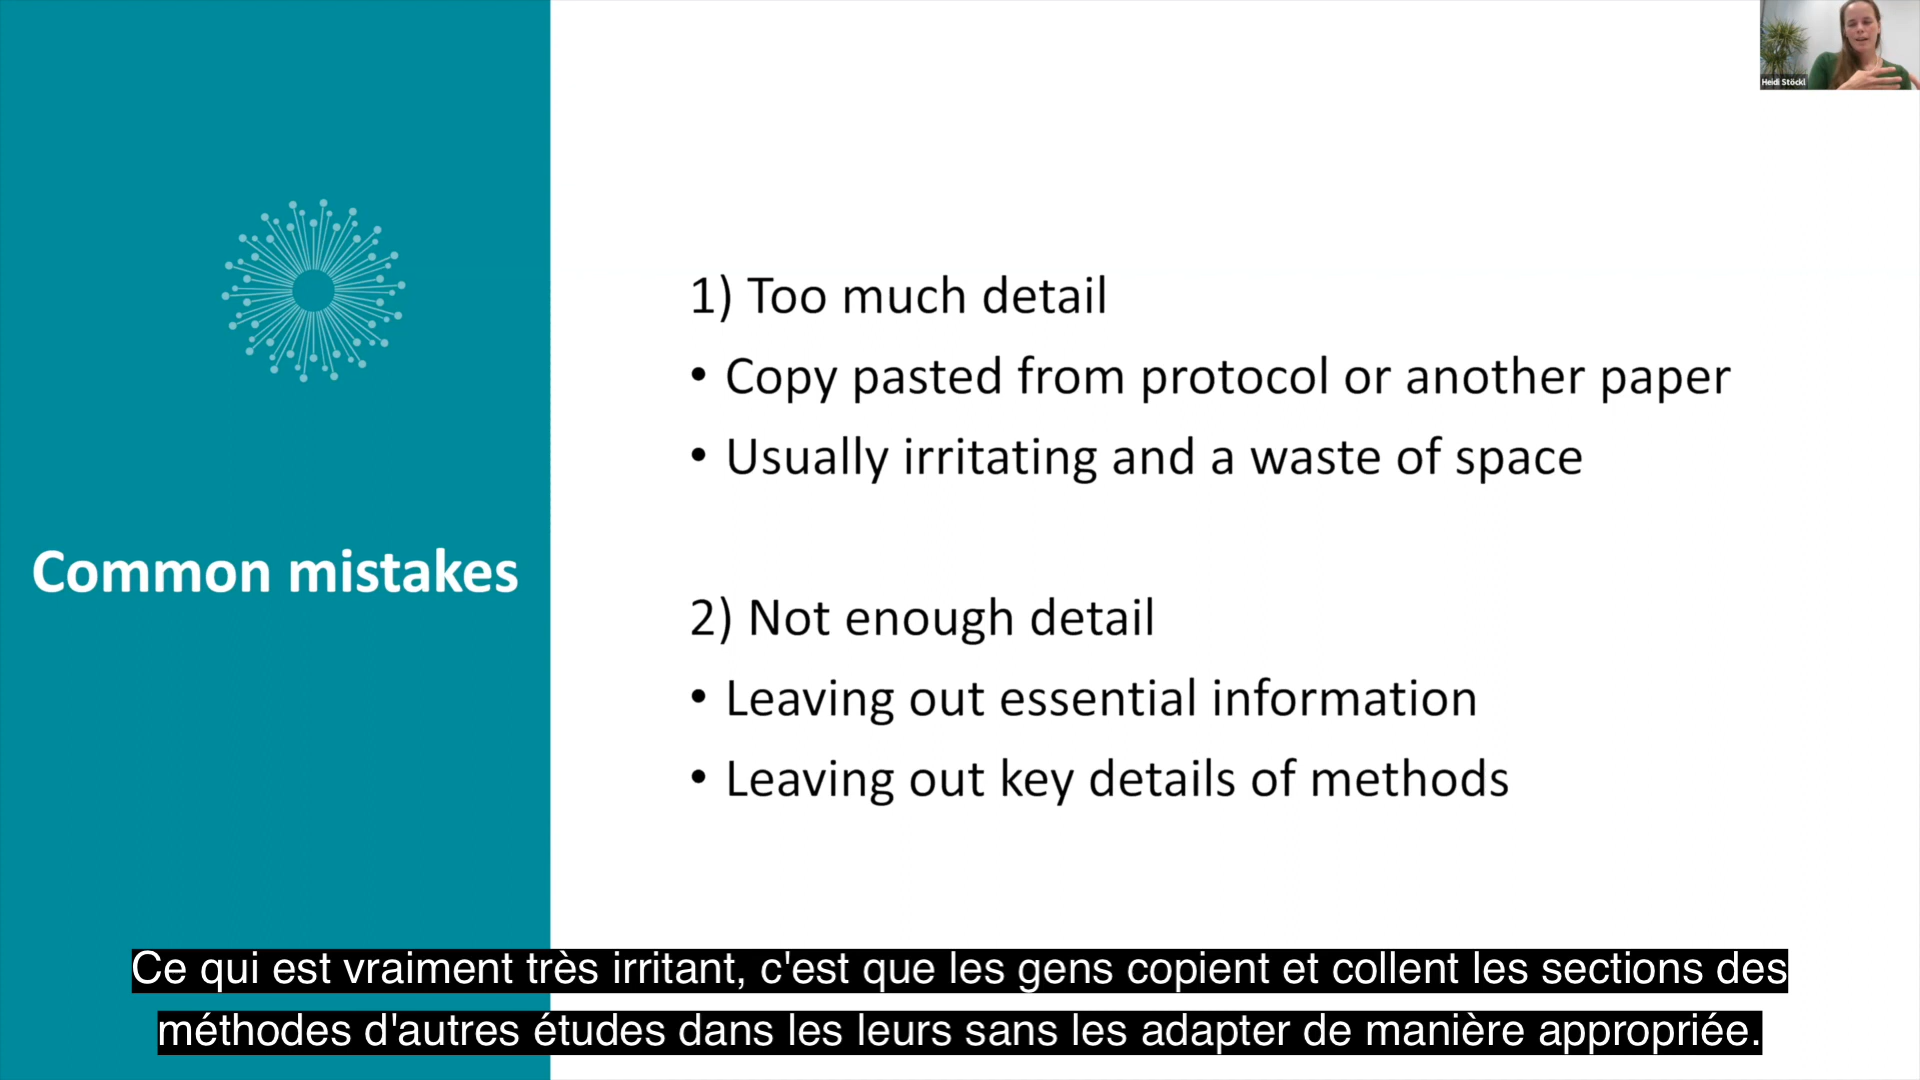 Heidi Stöckl
Common mistakes
1) Too much detail
• Copy pasted from protocol or another paper
• Usually irritating and a waste of space
2) Not enough detail
• Leaving out essential information
• Leaving out key details of methods
Ce qui est vraiment très irritant, c'est que les gens copient et collent les sections des
méthodes d'autres études dans les leurs sans les adapter de manière appropriée.